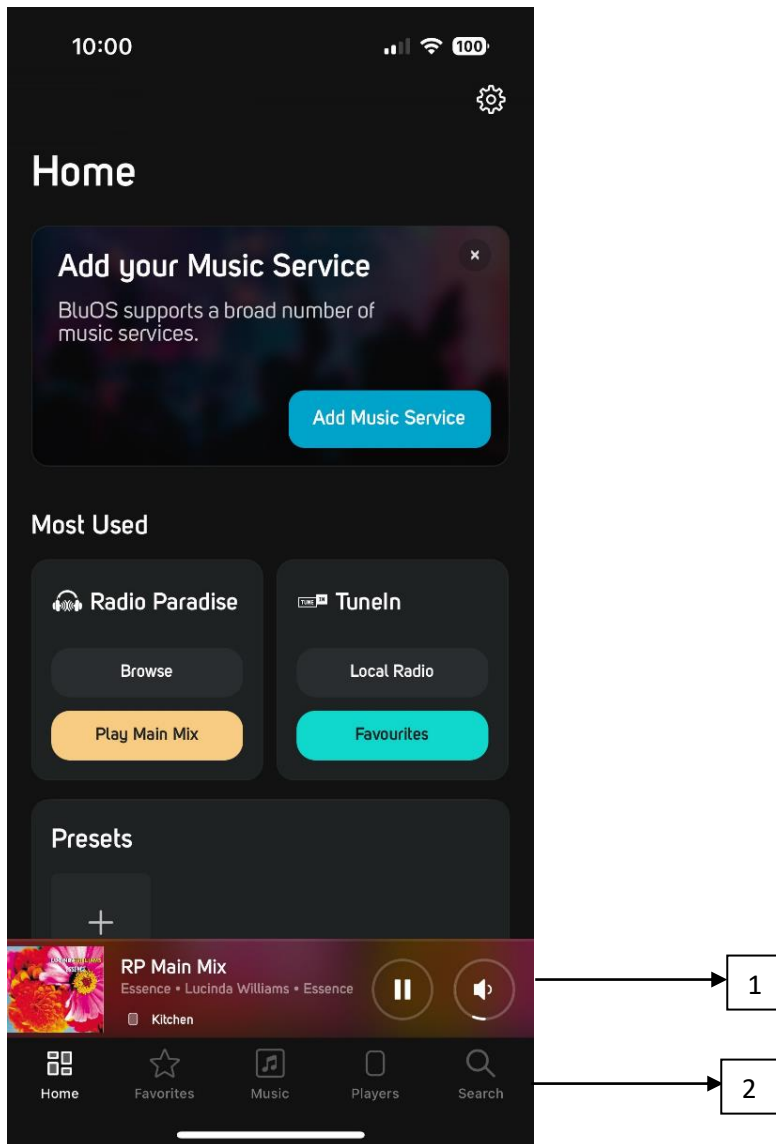 10:00
100
Home
Add your Music Service
BluOS supports a broad number of
music services.
Add Music Service
Most Used
Radio Paradise
TUNE IN TuneIn
Browse
Local Radio
Play Main Mix
Favourites
Presets
RP Main Mix
Essence • Lucinda Williams • Essence
Kitchen
1
Home
Favorites
Music
Players
Search
2